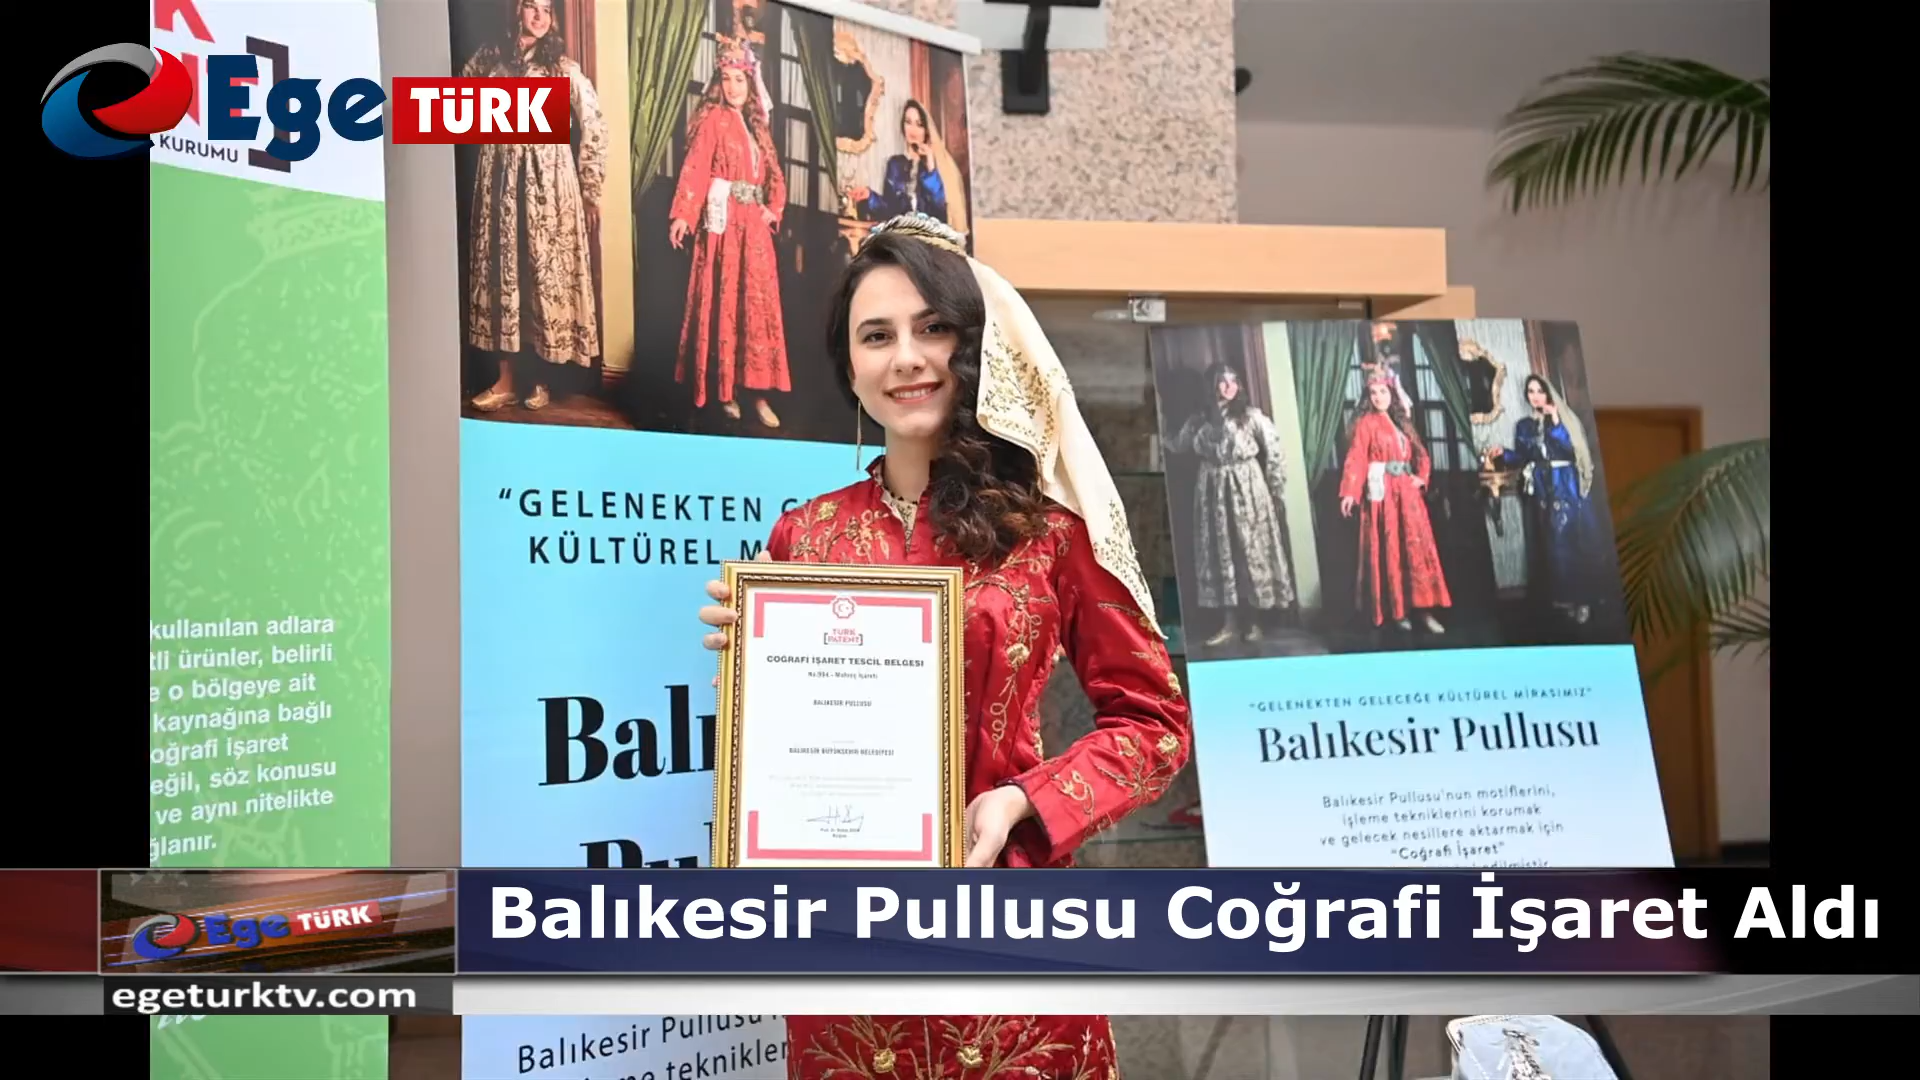 KURUMU
Ege TÜRK
kullanılan adlara
tli ürünler, belirli
e o bölgeye ait
kaynağına bağlı
oğrafi işaret
eğil, söz konusu
ve aynı nitelikte
ğlanır.
“GELENEKTEN
KÜLTÜREL
TÜRK
PATENT
COĞRAFİ İŞARET TESCİL BELGESİ
BALIKESİR PULLUSU
BALIKESİR BÜYÜKŞEHİR BELEDİYESİ
“GELENEKTEN GELECEĞE KÜLTÜREL MİRASIMIZ”
Balıkesir Pullusu
Balıkesir Pullusu'nun motiflerini,
işleme tekniklerini korumak
ve gelecek nesillere aktarmak için
“Coğrafi İşaret”
Ege TÜRK
Balıkesir Pullusu Coğrafi İşaret Aldı
egeturktv.com
Balıkesir Pullusu
teknikler